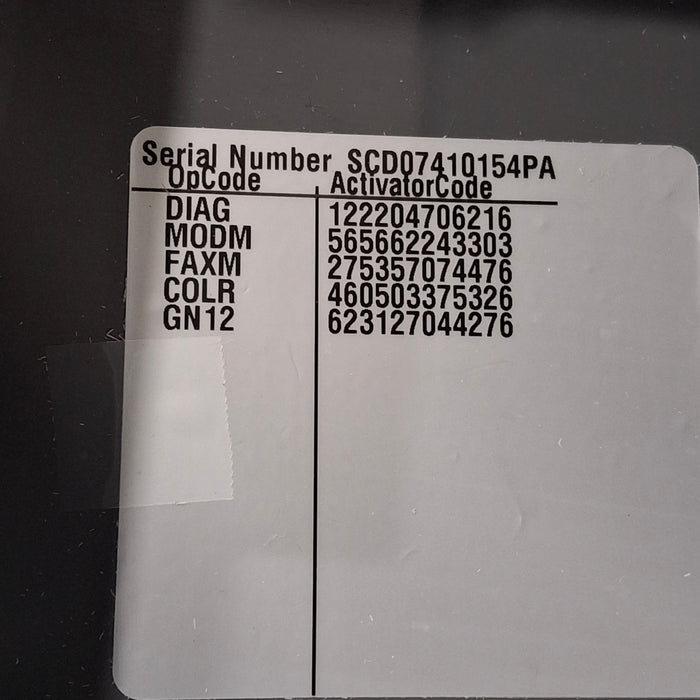 Serial Number SCD07410154PA
OpCode ActivatorCode
DIAG 122204706216
MODM 565662243303
FAXM 275357074476
COLR 460503375326
GN12 623127044276